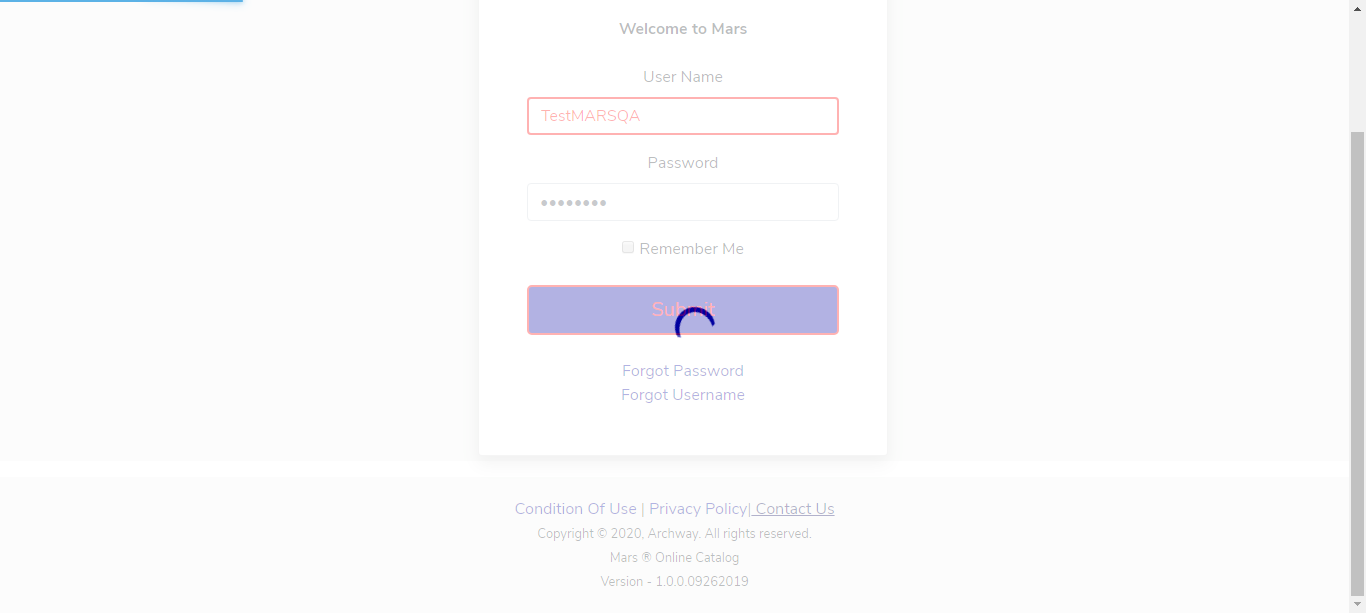 Welcome to Mars
User Name
TestMARSQA
Password
••••••••
Remember Me
Submit
Forgot Password
Forgot Username
Condition Of Use | Privacy Policy| Contact Us
Copyright © 2020, Archway. All rights reserved.
Mars ® Online Catalog
Version - 1.0.0.09262019